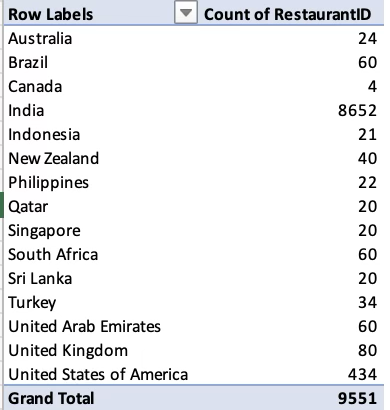 Row Labels Count of RestaurantID
Australia 24
Brazil 60
Canada 4
India 8652
Indonesia 21
New Zealand 40
Philippines 22
Qatar 20
Singapore 20
South Africa 60
Sri Lanka 20
Turkey 34
United Arab Emirates 60
United Kingdom 80
United States of America 434
Grand Total 9551